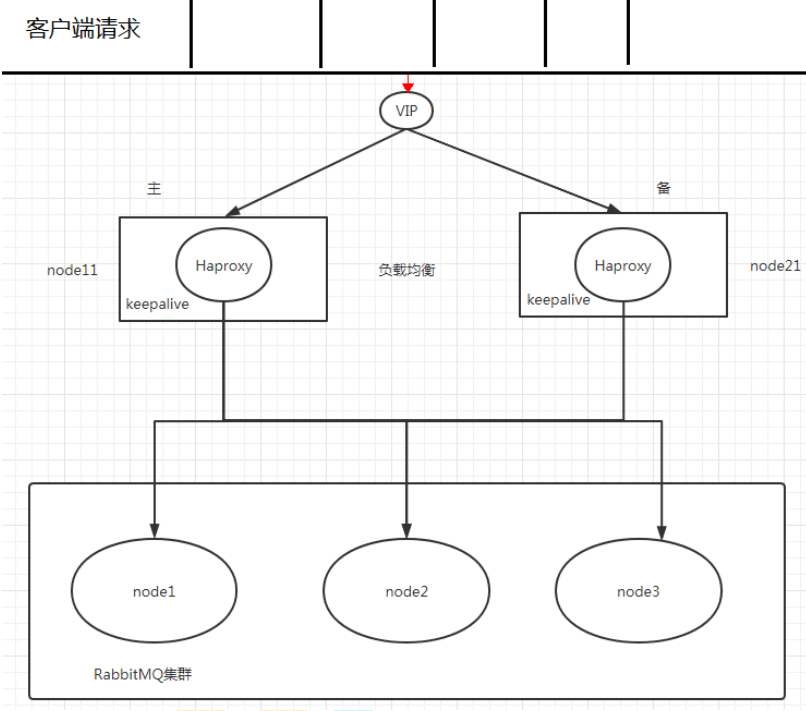 客户端请求
VIP
主
备
Haproxy
Haproxy
node11
负载均衡
node21
keepalive
keepalive
node1
node2
node3
RabbitMQ集群